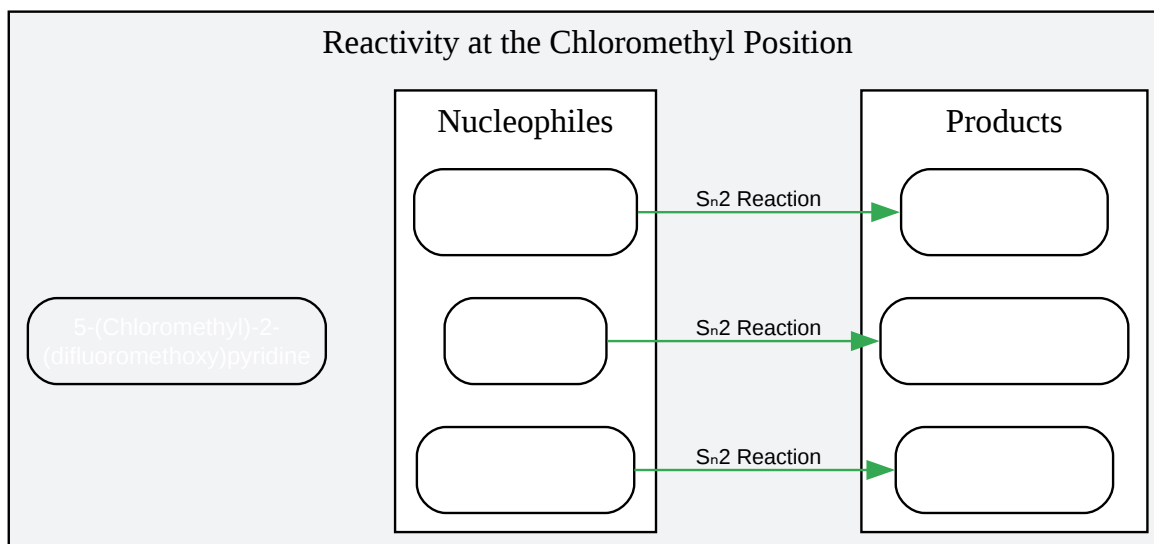 Reactivity at the Chloromethyl Position
Nucleophiles
Products
SN2 Reaction
5-(Chloromethyl)-2-
(difluoromethoxy)pyridine
SN2 Reaction
SN2 Reaction